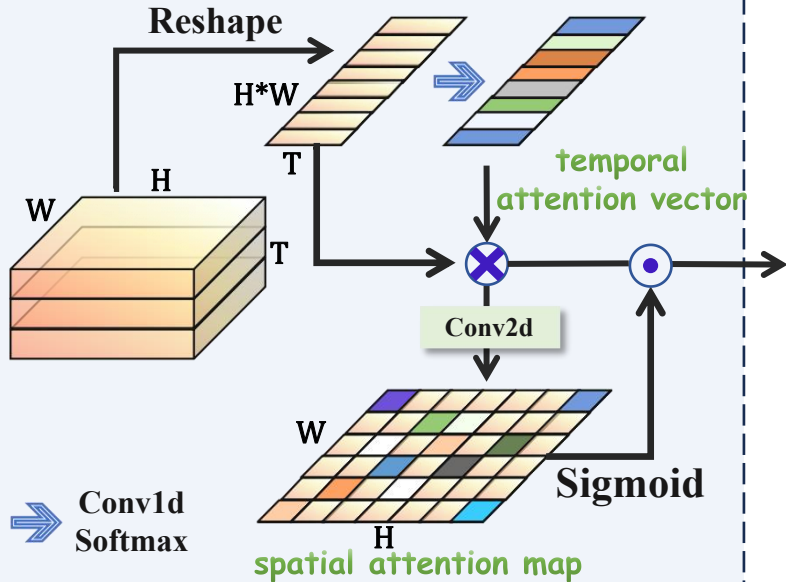 Reshape
H*W
T
H
W
T
temporal
attention vector
Conv2d
W
Sigmoid
Conv1d
Softmax
H
spatial attention map